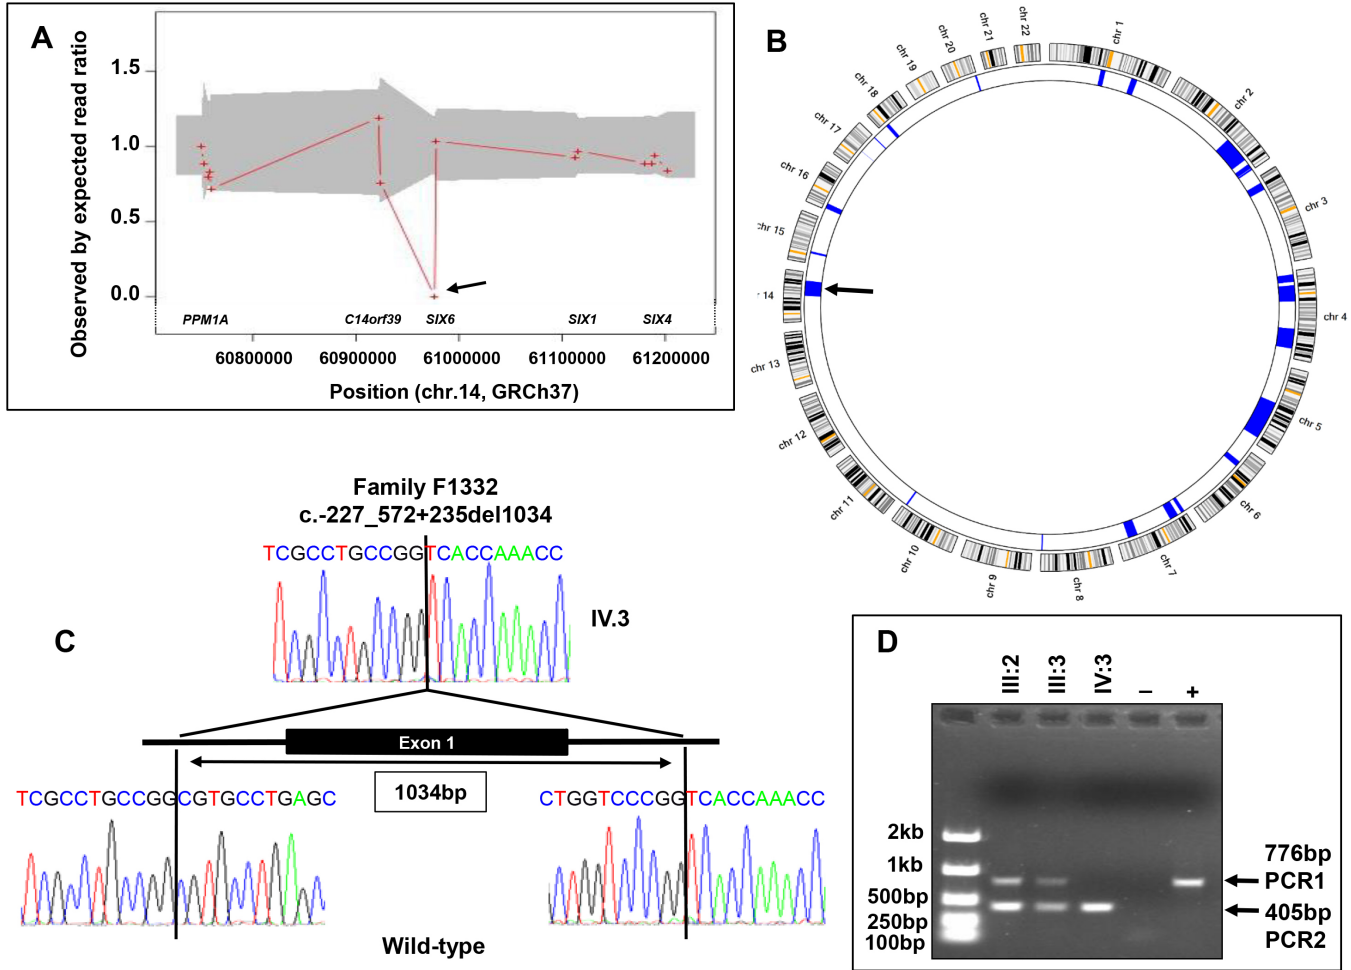 A
Observed by expected read ratio
1.5
1.0
0.5
0.0
PPM1A
C14orf39
SIX6
SIX1
SIX4
60800000
60900000
61000000
61100000
61200000
Position (chr.14, GRCh37)
B
chr 1
chr 2
chr 3
chr 4
chr 5
chr 6
chr 7
chr 8
chr 9
chr 10
chr 11
chr 12
chr 13
14
chr 15
chr 16
chr 17
chr 18
chr 19
chr 20
chr 21
chr 22
C
Family F1332
c.-227_572+235del1034
TCGCCTGCCGGTCACCAAACC
IV.3
Exon 1
1034bp
TCGCCTGCCGGCGTGCCTGAGC
CTGGTCCCGGTCACCAAACC
Wild-type
D
III:2
III:3
IV:3
–
+
2kb
1kb
500bp
250bp
100bp
776bp
PCR1
405bp
PCR2